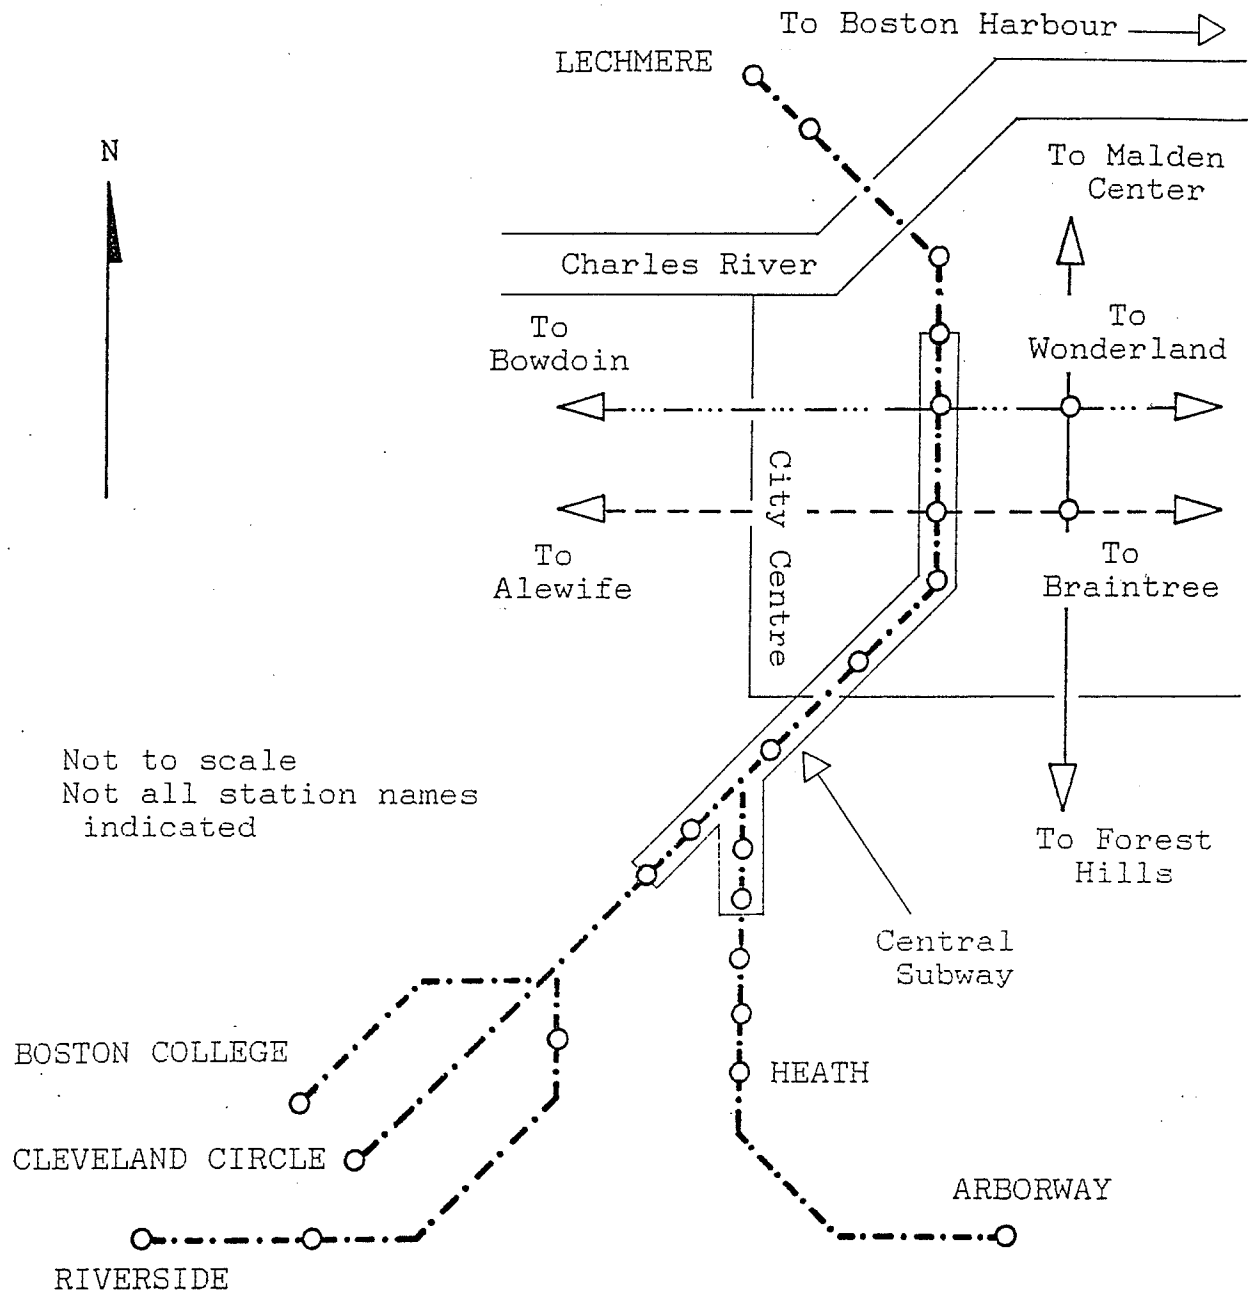 To Boston Harbour
LECHMERE
N
To Malden
Center
Charles River
To
Bowdoin
To
Wonderland
City Centre
To
Alewife
To
Braintree
Not to scale
Not all station names
indicated
To Forest
Hills
Central
Subway
BOSTON COLLEGE
HEATH
CLEVELAND CIRCLE
ARBORWAY
RIVERSIDE